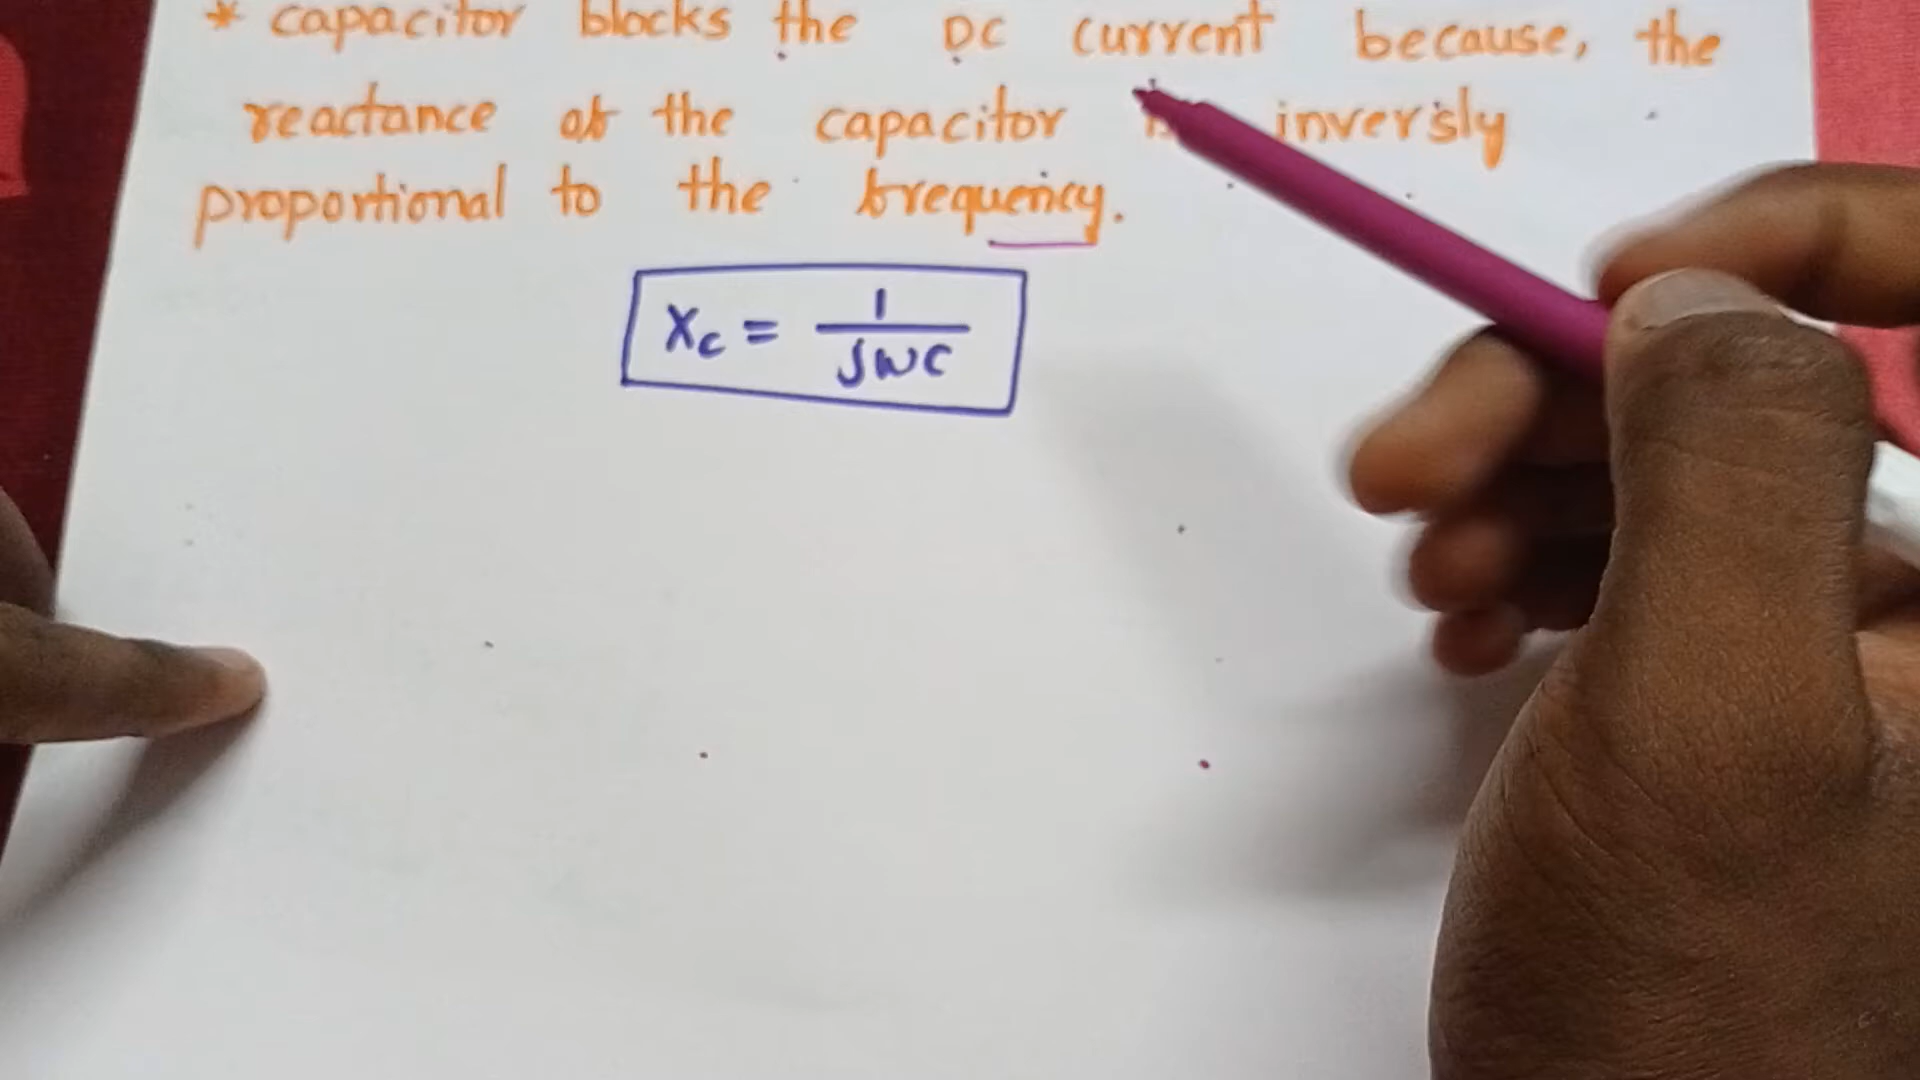 * capacitor blocks the DC current because, the
reactance of the capacitor is inversly
proportional to the frequency.
Xc = 1/jwc